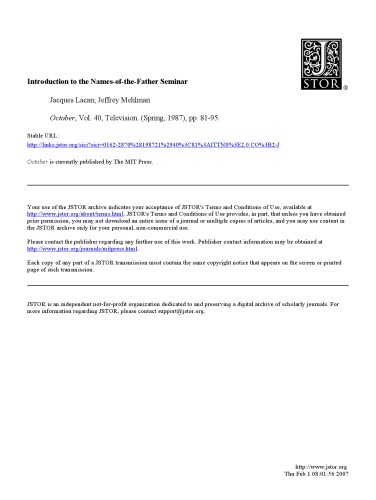 JSTOR
®
Introduction to the Names-of-the-Father Seminar
Jacques Lacan; Jeffrey Mehlman
October, Vol. 40, Television. (Spring, 1987), pp. 81-95.
Stable URL:
http://links.jstor.org/sici?sici=0162-2870%28198721%2940%3C81%3AITTNS%3E2.0.CO%3B2-J
October is currently published by The MIT Press.
Your use of the JSTOR archive indicates your acceptance of JSTOR's Terms and Conditions of Use, available at
http://www.jstor.org/about/terms.html. JSTOR's Terms and Conditions of Use provides, in part, that unless you have obtained
prior permission, you may not download an entire issue of a journal or multiple copies of articles, and you may use content in
the JSTOR archive only for your personal, non-commercial use.
Please contact the publisher regarding any further use of this work. Publisher contact information may be obtained at
http://www.jstor.org/journals/mitpress.html.
Each copy of any part of a JSTOR transmission must contain the same copyright notice that appears on the screen or printed
page of such transmission.
JSTOR is an independent not-for-profit organization dedicated to and preserving a digital archive of scholarly journals. For
more information regarding JSTOR, please contact support@jstor.org.
http://www.jstor.org
Thu Feb 1 08:01:56 2007